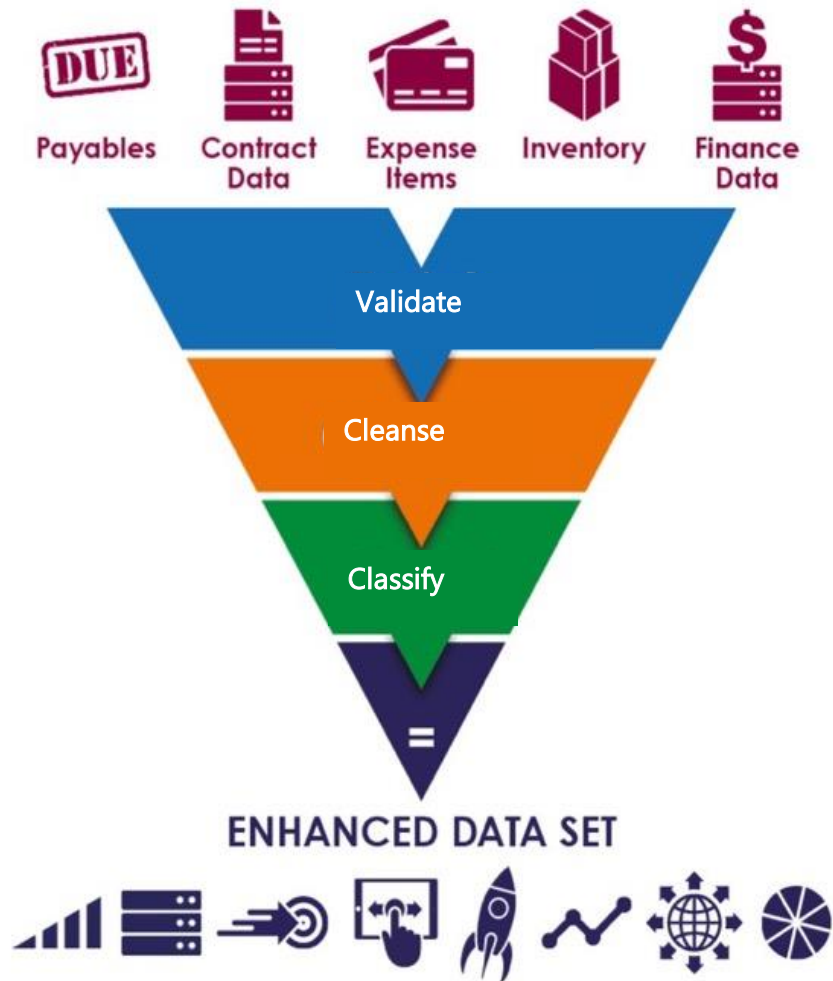 DUE
Payables
Contract
Data
Expense
Items
Inventory
$
Finance
Data
Validate
Cleanse
Classify
=
ENHANCED DATA SET